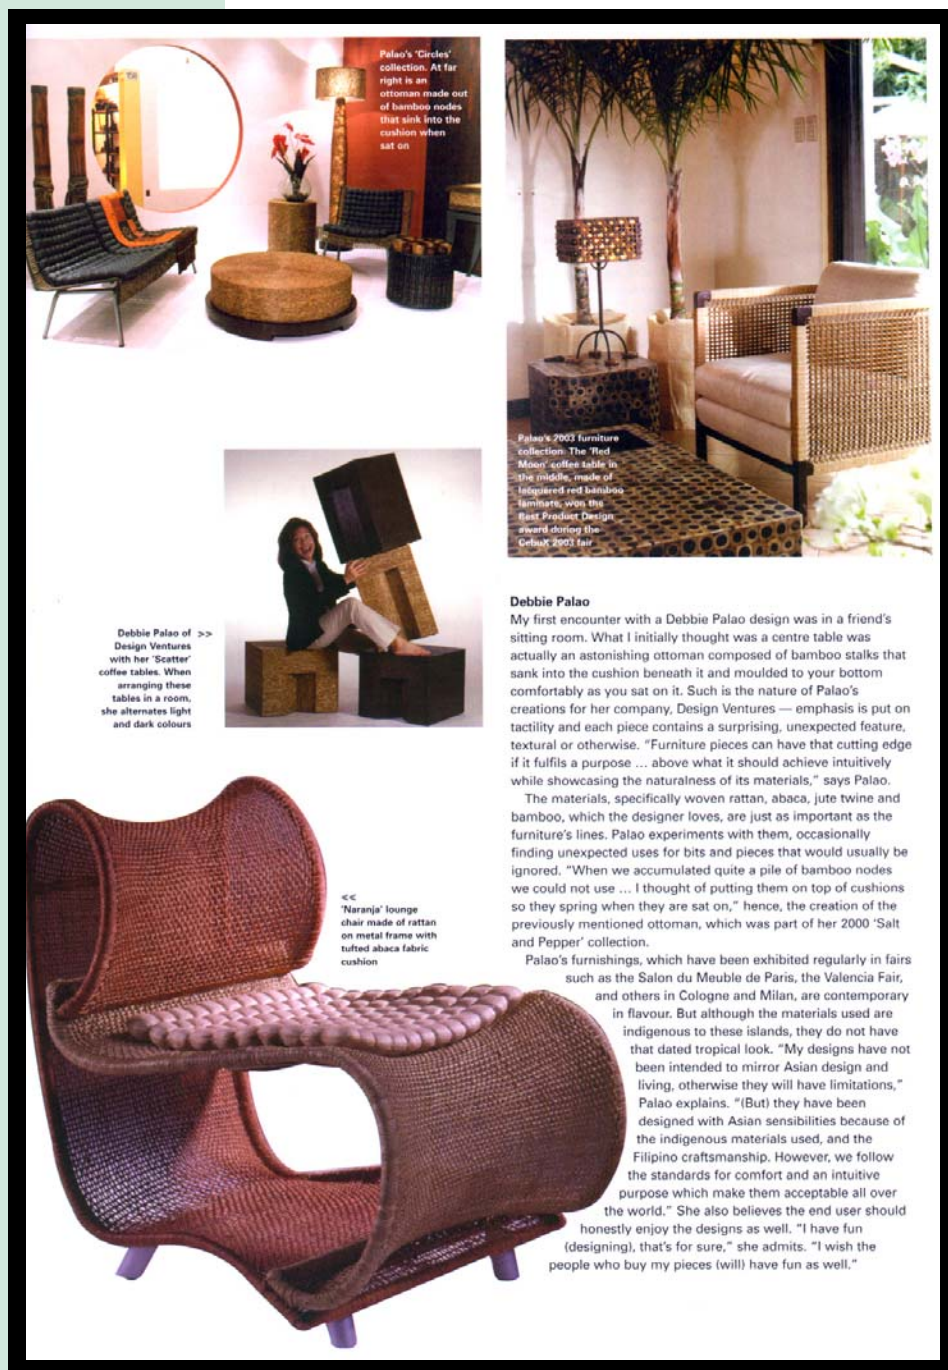 Palao's 'Circles'
collection. At far
right is an
ottoman made out
of bamboo nodes
that sink into the
cushion when
sat on
Palao's 2003 furniture
collection: The 'Red
Moon' coffee table in
the middle, made of
lacquered red bamboo
laminate, won the
Best Product Design
award during the
CebuX 2003 fair
Debbie Palao of >>
Design Ventures
with her 'Scatter'
coffee tables. When
arranging these
tables in a room,
she alternates light
and dark colours
<<
'Naranja' lounge
chair made of rattan
on metal frame with
tufted abaca fabric
cushion
Debbie Palao
My first encounter with a Debbie Palao design was in a friend's
sitting room. What I initially thought was a centre table was
actually an astonishing ottoman composed of bamboo stalks that
sank into the cushion beneath it and moulded to your bottom
comfortably as you sat on it. Such is the nature of Palao's
creations for her company, Design Ventures — emphasis is put on
tactility and each piece contains a surprising, unexpected feature,
textural or otherwise. "Furniture pieces can have that cutting edge
if it fulfils a purpose ... above what it should achieve intuitively
while showcasing the naturalness of its materials," says Palao.
The materials, specifically woven rattan, abaca, jute twine and
bamboo, which the designer loves, are just as important as the
furniture's lines. Palao experiments with them, occasionally
finding unexpected uses for bits and pieces that would usually be
ignored. "When we accumulated quite a pile of bamboo nodes
we could not use ... I thought of putting them on top of cushions
so they spring when they are sat on," hence, the creation of the
previously mentioned ottoman, which was part of her 2000 'Salt
and Pepper' collection.
Palao's furnishings, which have been exhibited regularly in fairs
such as the Salon du Meuble de Paris, the Valencia Fair,
and others in Cologne and Milan, are contemporary
in flavour. But although the materials used are
indigenous to these islands, they do not have
that dated tropical look. "My designs have not
been intended to mirror Asian design and
living, otherwise they will have limitations,"
Palao explains. "(But) they have been
designed with Asian sensibilities because of
the indigenous materials used, and the
Filipino craftsmanship. However, we follow
the standards for comfort and an intuitive
purpose which make them acceptable all over
the world." She also believes the end user should
honestly enjoy the designs as well. "I have fun
(designing), that's for sure," she admits. "I wish the
people who buy my pieces (will) have fun as well."